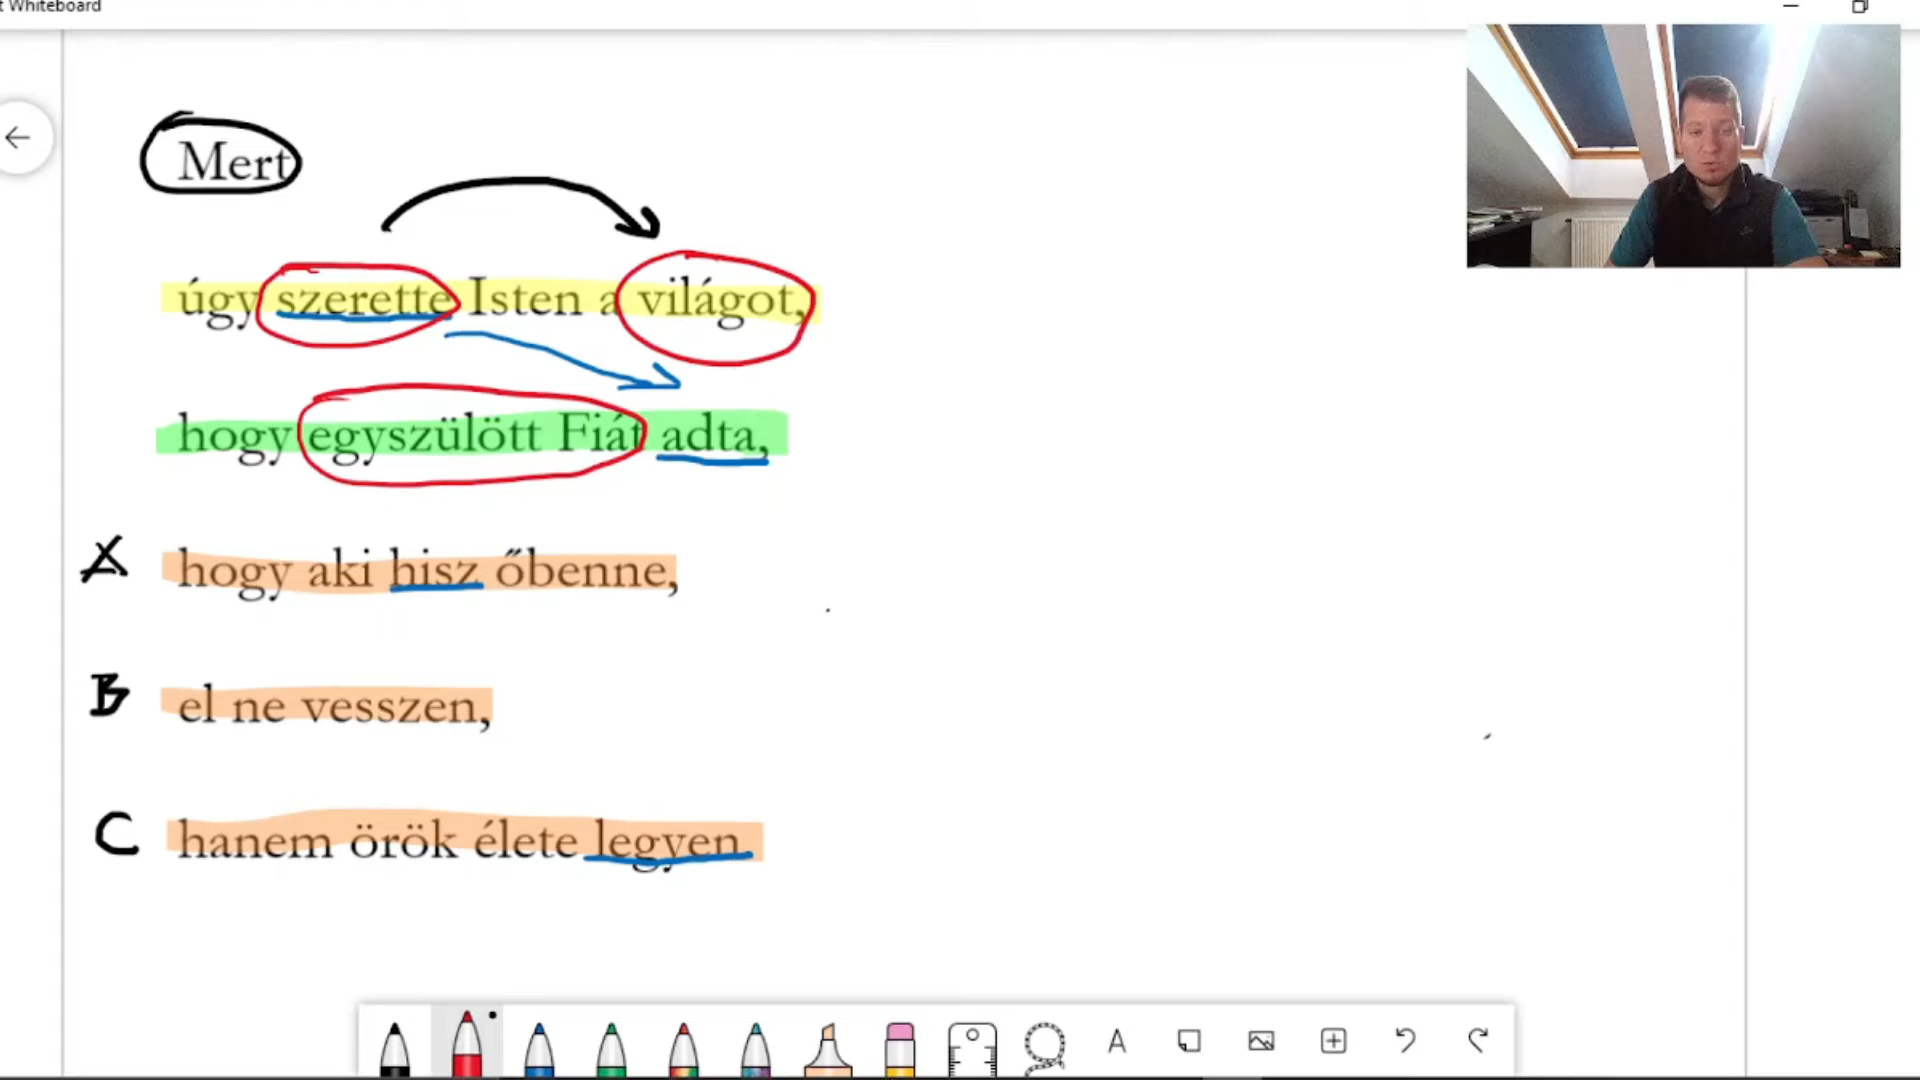 t Whiteboard
Mert
úgy szerette Isten a világot,
hogy egyszülött Fiát adta,
A hogy aki hisz őbenne,
B el ne vesszen,
C hanem örök élete legyen.
A